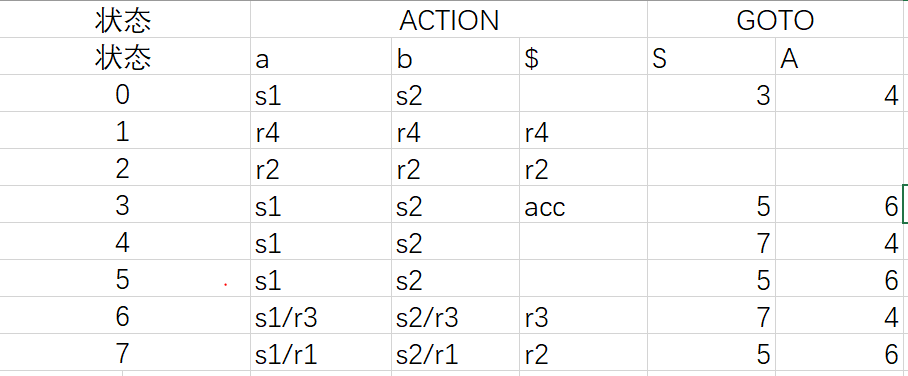 状态 ACTION GOTO
状态 a b $ S A
0 s1 s2 3 4
1 r4 r4 r4
2 r2 r2 r2
3 s1 s2 acc 5 6
4 s1 s2 7 4
5 s1 s2 5 6
6 s1/r3 s2/r3 r3 7 4
7 s1/r1 s2/r1 r2 5 6